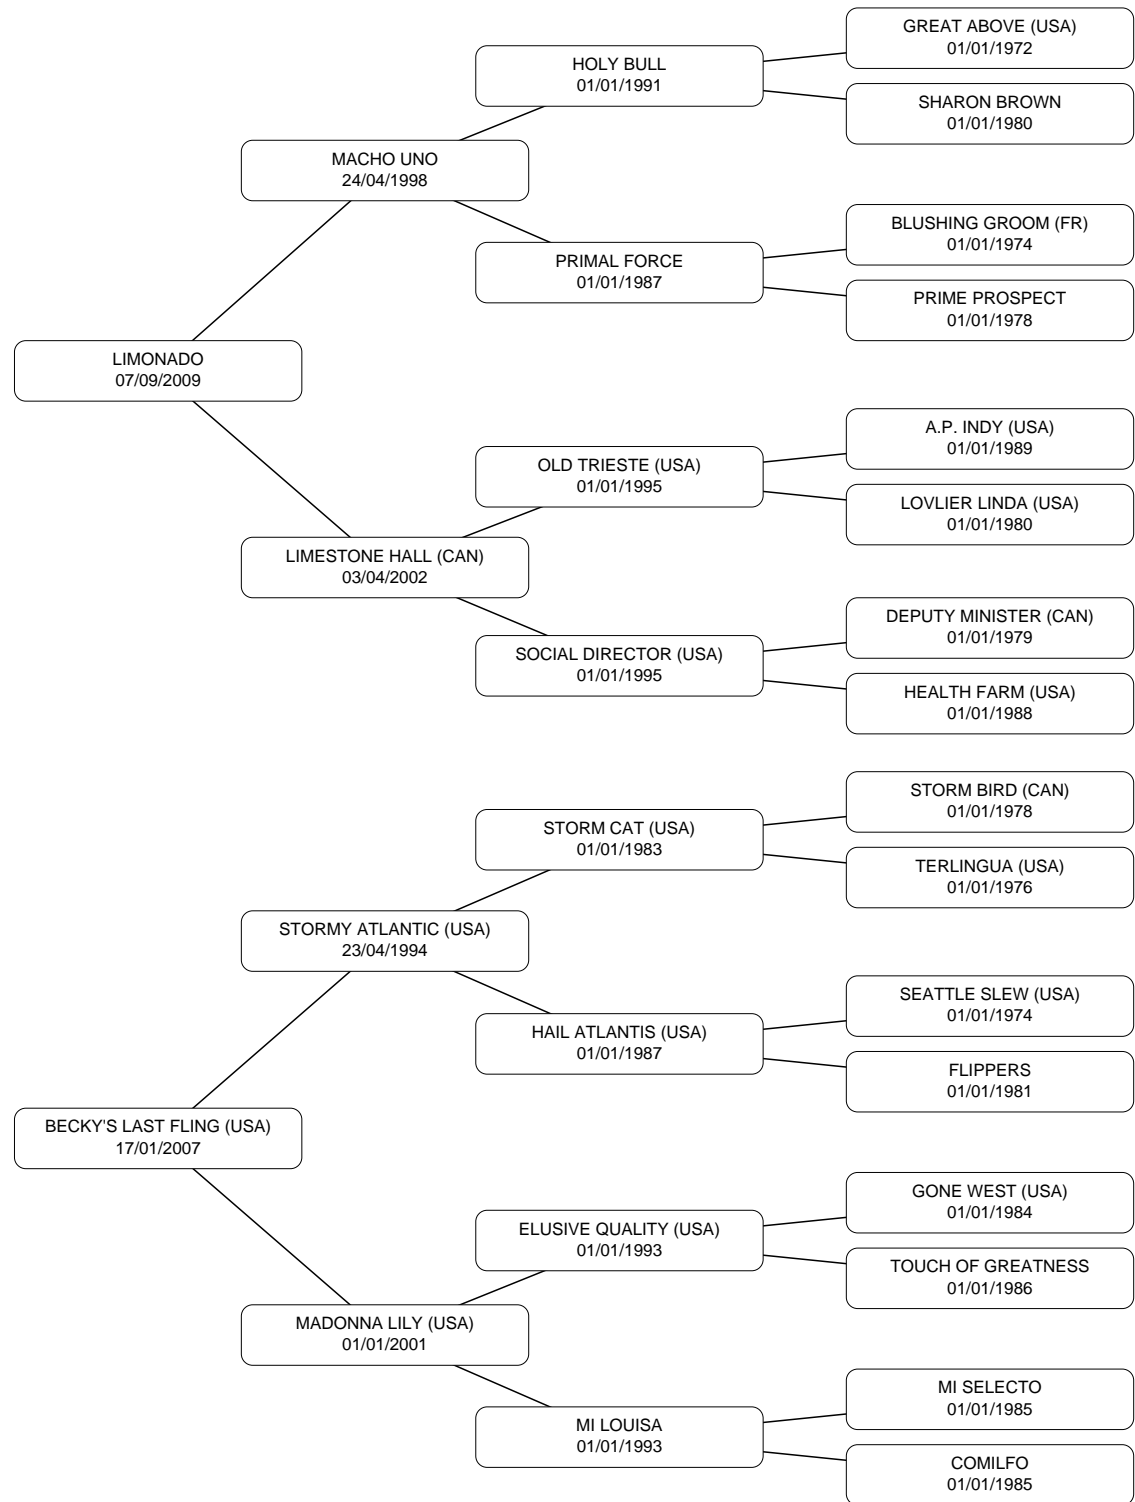 GREAT ABOVE (USA)
01/01/1972
HOLY BULL
01/01/1991
SHARON BROWN
01/01/1980
MACHO UNO
24/04/1998
BLUSHING GROOM (FR)
01/01/1974
PRIMAL FORCE
01/01/1987
PRIME PROSPECT
01/01/1978
LIMONADO
07/09/2009
A.P. INDY (USA)
01/01/1989
OLD TRIESTE (USA)
01/01/1995
LOVLIER LINDA (USA)
01/01/1980
LIMESTONE HALL (CAN)
03/04/2002
DEPUTY MINISTER (CAN)
01/01/1979
SOCIAL DIRECTOR (USA)
01/01/1995
HEALTH FARM (USA)
01/01/1988
STORM BIRD (CAN)
01/01/1978
STORM CAT (USA)
01/01/1983
TERLINGUA (USA)
01/01/1976
STORMY ATLANTIC (USA)
23/04/1994
SEATTLE SLEW (USA)
01/01/1974
HAIL ATLANTIS (USA)
01/01/1987
FLIPPERS
01/01/1981
BECKY'S LAST FLING (USA)
17/01/2007
GONE WEST (USA)
01/01/1984
ELUSIVE QUALITY (USA)
01/01/1993
TOUCH OF GREATNESS
01/01/1986
MADONNA LILY (USA)
01/01/2001
MI SELECTO
01/01/1985
MI LOUISA
01/01/1993
COMILFO
01/01/1985